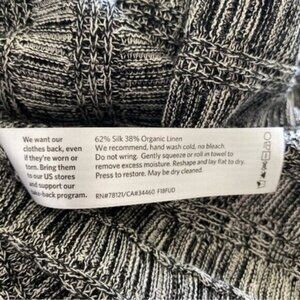 We want our
clothes back, even
if they're worn or
torn. Bring them
to our US stores
and support our
take-back program.
62% Silk 38% Organic Linen
We recommend, hand wash cold, no bleach.
Do not wring. Gently squeeze or roll in towel to
remove excess moisture. Reshape and lay flat to dry.
Press to restore. May be dry cleaned.
RN#78121/CA#34460 F18FUD